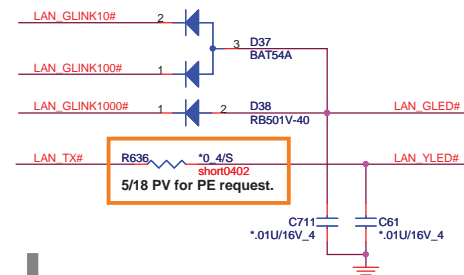 LAN_GLINK10# 2
3 D37
BAT54A
LAN_GLINK100# 1
LAN_GLINK1000# 1 2 D38 LAN_GLED#
RB501V-40
LAN_TX# R636 *0_4/S LAN_YLED#
short0402
5/18 PV for PE request.
C711 C61
*.01U/16V_4 *.01U/16V_4